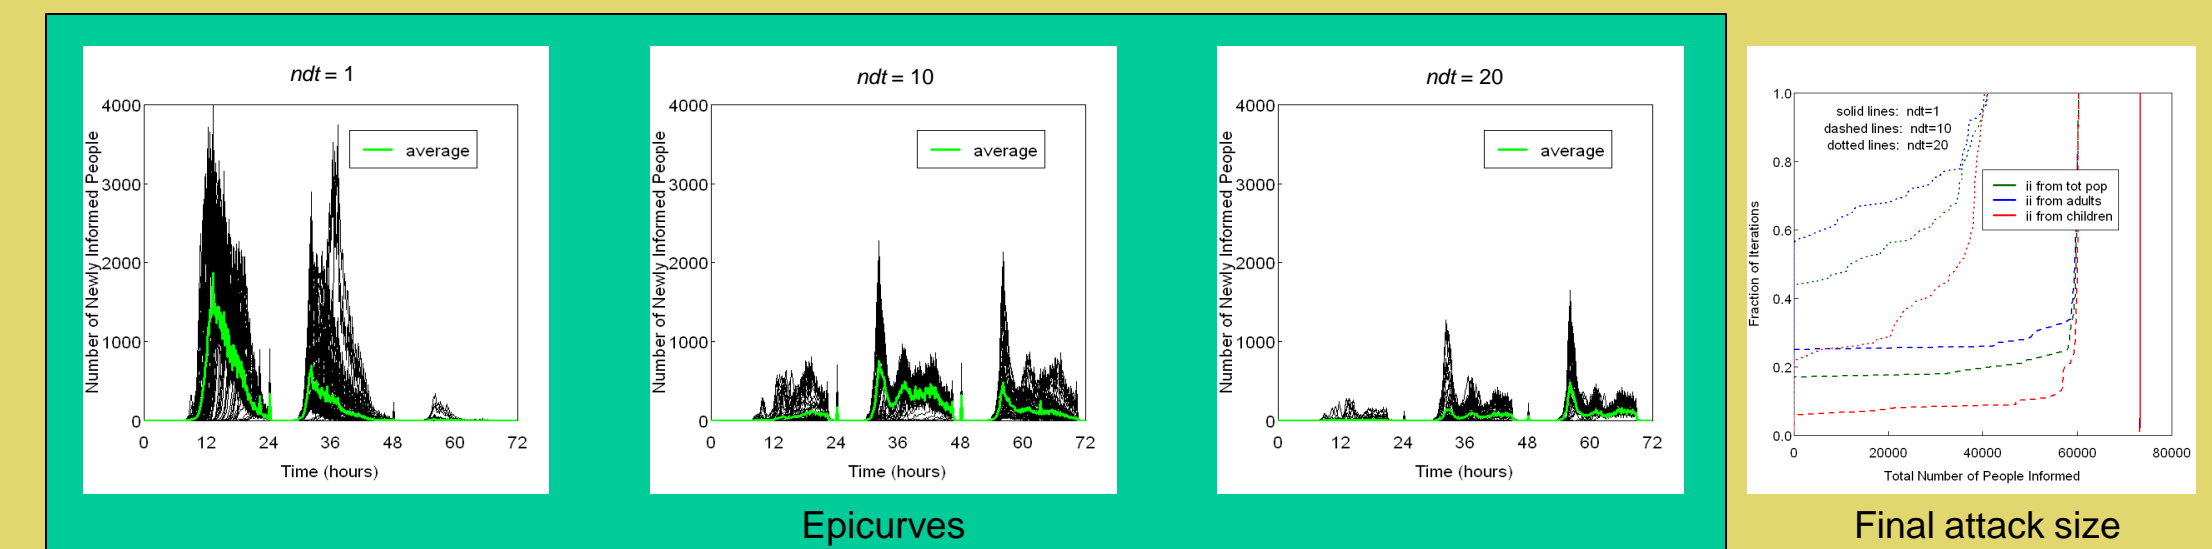 ndt = 1
4000
3000
2000
1000
0
Number of Newly Informed People
average
0 12 24 36 48 60 72
Time (hours)
ndt = 10
4000
3000
2000
1000
0
Number of Newly Informed People
average
0 12 24 36 48 60 72
Time (hours)
ndt = 20
4000
3000
2000
1000
0
Number of Newly Informed People
average
0 12 24 36 48 60 72
Time (hours)
Epicurves
1.0
0.8
0.6
0.4
0.2
0.0
Fraction of Iterations
solid lines: ndt=1
dashed lines: ndt=10
dotted lines: ndt=20
ii from tot pop
ii from adults
ii from children
0 20000 40000 60000 80000
Total Number of People Informed
Final attack size